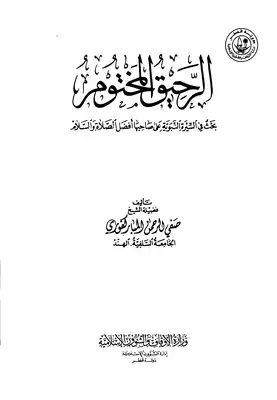 الرحيق المختوم
بحث في السيرة النبوية على صاحبها أفضل الصلاة والسلام
تأليف
فضيلة الشيخ
صفي الرحمن المباركفوري
الجامعة السلفية. الهند
وزارة الأوقاف والشؤون الإسلامية
إدارة الشؤون الإسلامية
دولة قطر